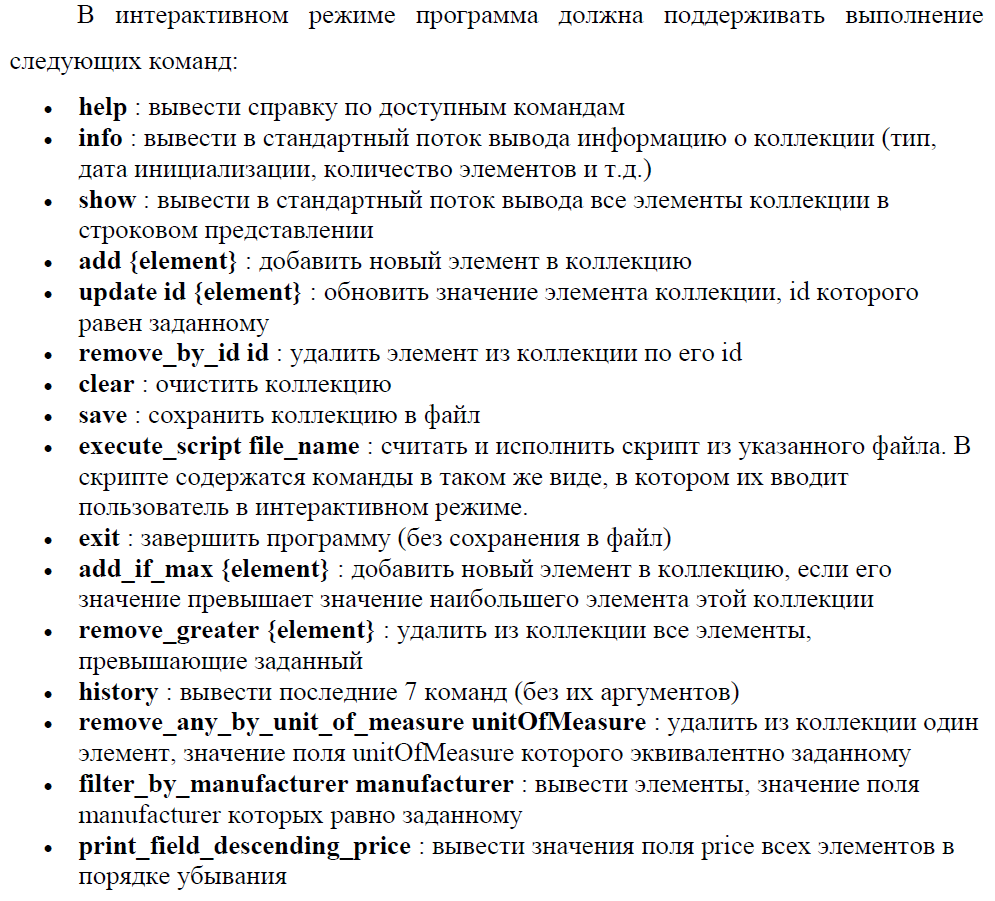 В интерактивном режиме программа должна поддерживать выполнение
следующих команд:
• help : вывести справку по доступным командам
• info : вывести в стандартный поток вывода информацию о коллекции (тип,
дата инициализации, количество элементов и т.д.)
• show : вывести в стандартный поток вывода все элементы коллекции в
строковом представлении
• add {element} : добавить новый элемент в коллекцию
• update id {element} : обновить значение элемента коллекции, id которого
равен заданному
• remove_by_id id : удалить элемент из коллекции по его id
• clear : очистить коллекцию
• save : сохранить коллекцию в файл
• execute_script file_name : считать и исполнить скрипт из указанного файла. В
скрипте содержатся команды в таком же виде, в котором их вводит
пользователь в интерактивном режиме.
• exit : завершить программу (без сохранения в файл)
• add_if_max {element} : добавить новый элемент в коллекцию, если его
значение превышает значение наибольшего элемента этой коллекции
• remove_greater {element} : удалить из коллекции все элементы,
превышающие заданный
• history : вывести последние 7 команд (без их аргументов)
• remove_any_by_unit_of_measure unitOfMeasure : удалить из коллекции один
элемент, значение поля unitOfMeasure которого эквивалентно заданному
• filter_by_manufacturer manufacturer : вывести элементы, значение поля
manufacturer которых равно заданному
• print_field_descending_price : вывести значения поля price всех элементов в
порядке убывания